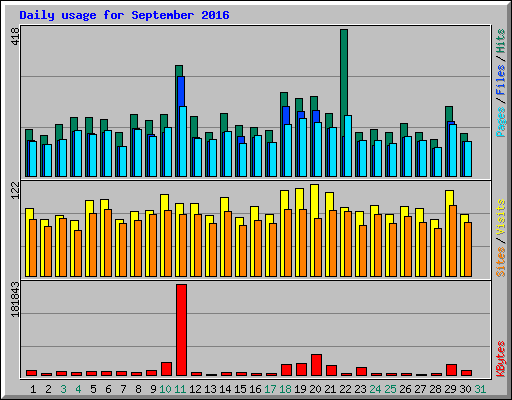 Daily usage for September 2016
418
Pages / Files / Hits
122
Sites / Visits
181843
KBytes
1 2 3 4 5 6 7 8 9 10 11 12 13 14 15 16 17 18 19 20 21 22 23 24 25 26 27 28 29 30 31